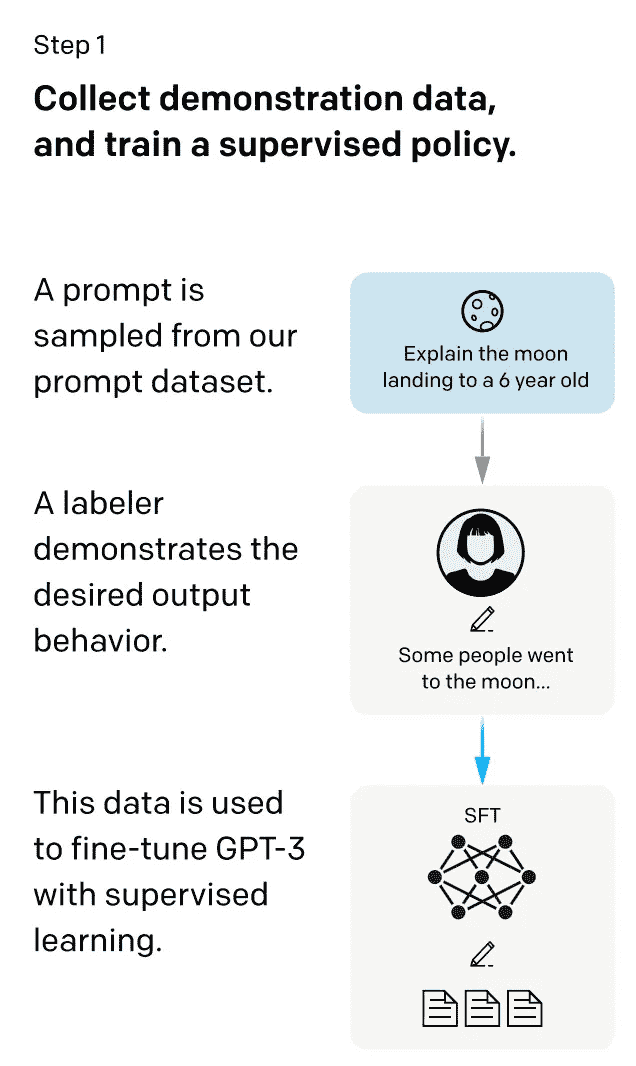 Step 1
Collect demonstration data,
and train a supervised policy.
A prompt is
sampled from our
prompt dataset.
Explain the moon
landing to a 6 year old
A labeler
demonstrates the
desired output
behavior.
Some people went
to the moon...
This data is used
to fine-tune GPT-3
with supervised
learning.
SFT